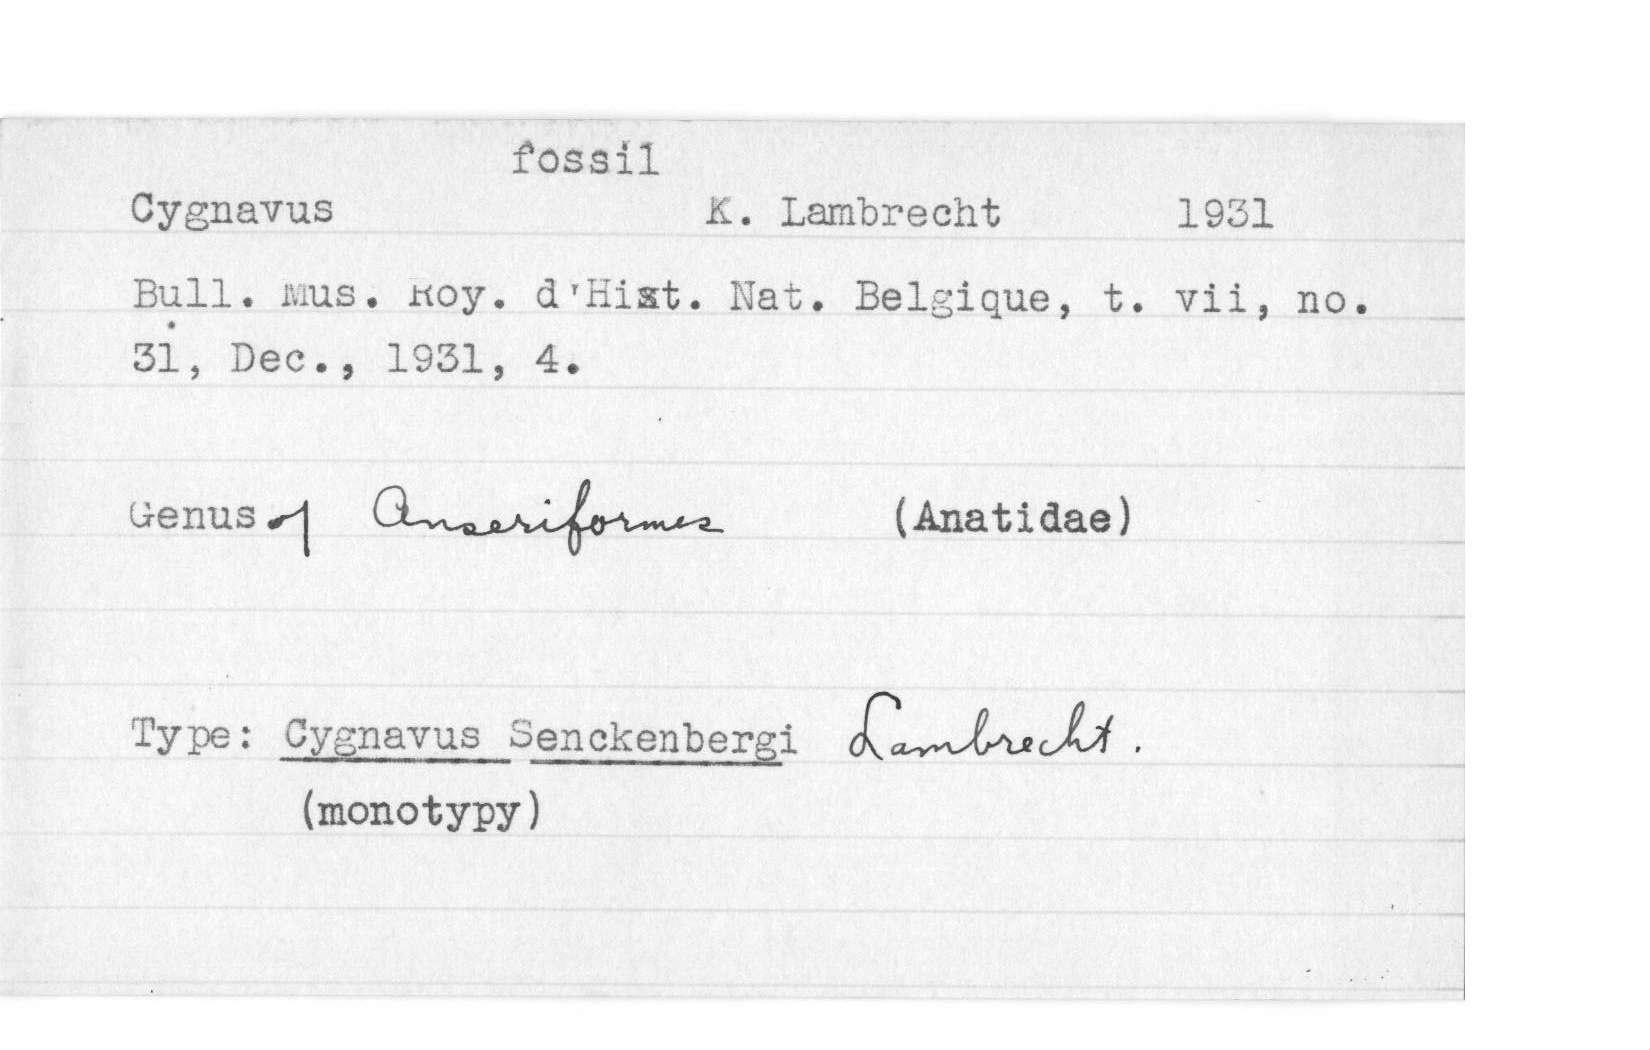 fossil
Cygnavus K. Lambrecht 1931
Bull. Mus. Roy. d'Hist. Nat. Belgique, t. vii, no.
31, Dec., 1931, 4.
Genus of Anseriformes (Anatidae)
Type: Cygnavus Senckenbergi Lambrecht.
(monotypy)